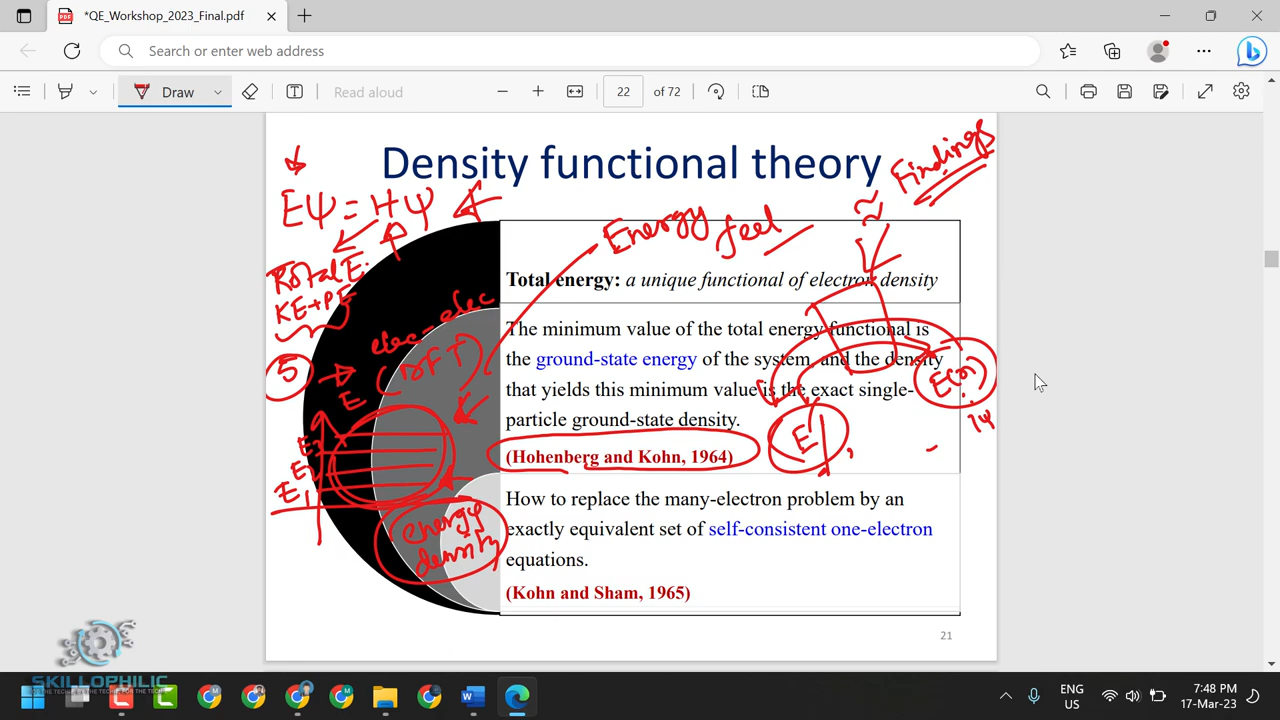 *QE_Workshop_2023_Final.pdf
Search or enter web address
Draw
Read aloud
22 of 72
Density functional theory
Findings
Eψ = Hψ
Energy feel
Total E.
KE+PE
Total energy: a unique functional of electron density
elec-elec
(DFT)
5
E
The minimum value of the total energy functional is
the ground-state energy of the system, and the density
that yields this minimum value is the exact single-
particle ground-state density.
(Hohenberg and Kohn, 1964)
E
E3
E2
E1
energy
density
How to replace the many-electron problem by an
exactly equivalent set of self-consistent one-electron
equations.
(Kohn and Sham, 1965)
21
SKILLOPHILIC
ENG
US
7:48 PM
17-Mar-23